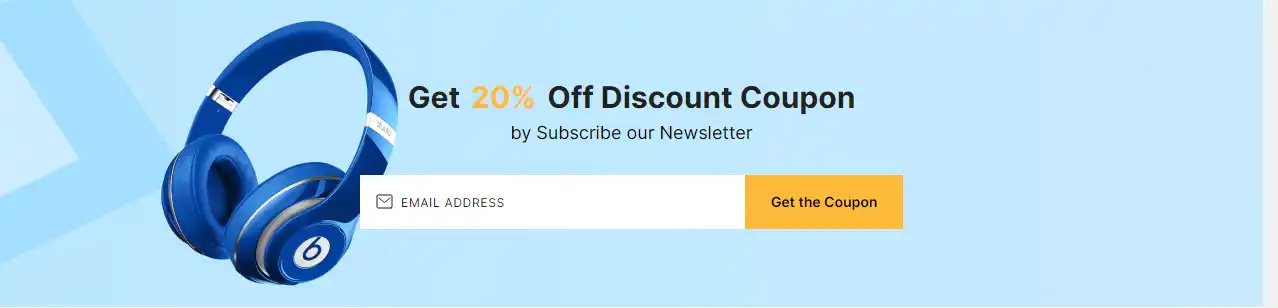 Get 20% Off Discount Coupon
by Subscribe our Newsletter
EMAIL ADDRESS
Get the Coupon